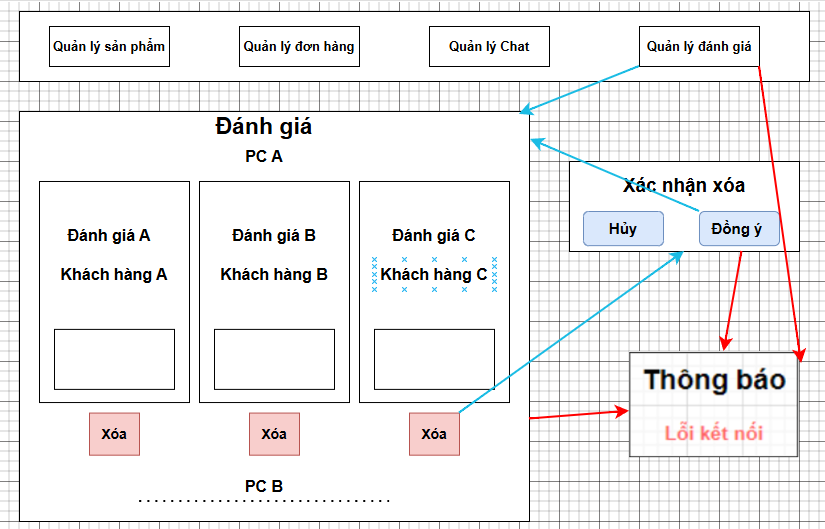 Quản lý sản phẩm
Quản lý đơn hàng
Quản lý Chat
Quản lý đánh giá
Đánh giá
PC A
Đánh giá A
Khách hàng A
Đánh giá B
Khách hàng B
Đánh giá C
Khách hàng C
Xóa
Xóa
Xóa
PC B
Xác nhận xóa
Hủy
Đồng ý
Thông báo
Lỗi kết nối